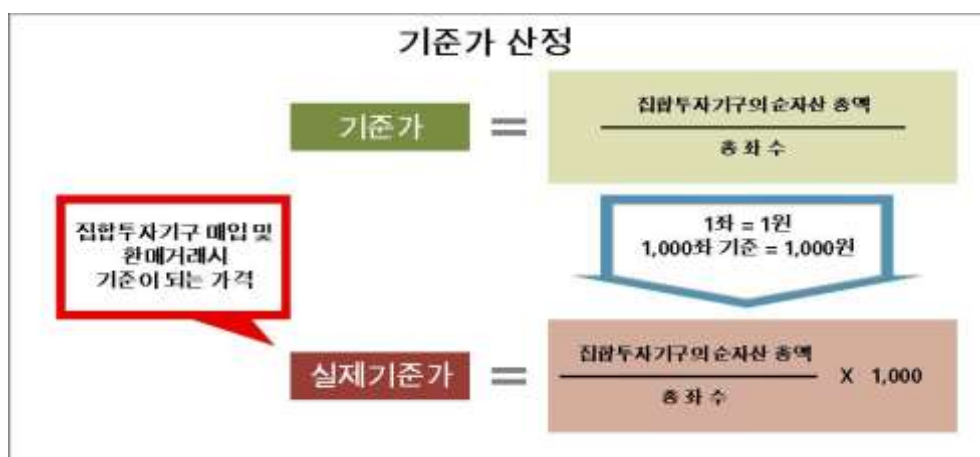 기준가 산정
기준가
=
집합투자기구의 순자산 총액
총 좌 수
집합투자기구 매입 및
환매거래시
기준이 되는 가격
1좌 = 1원
1,000좌 기준 = 1,000원
실제기준가
=
집합투자기구의 순자산 총액
총 좌 수
X 1,000